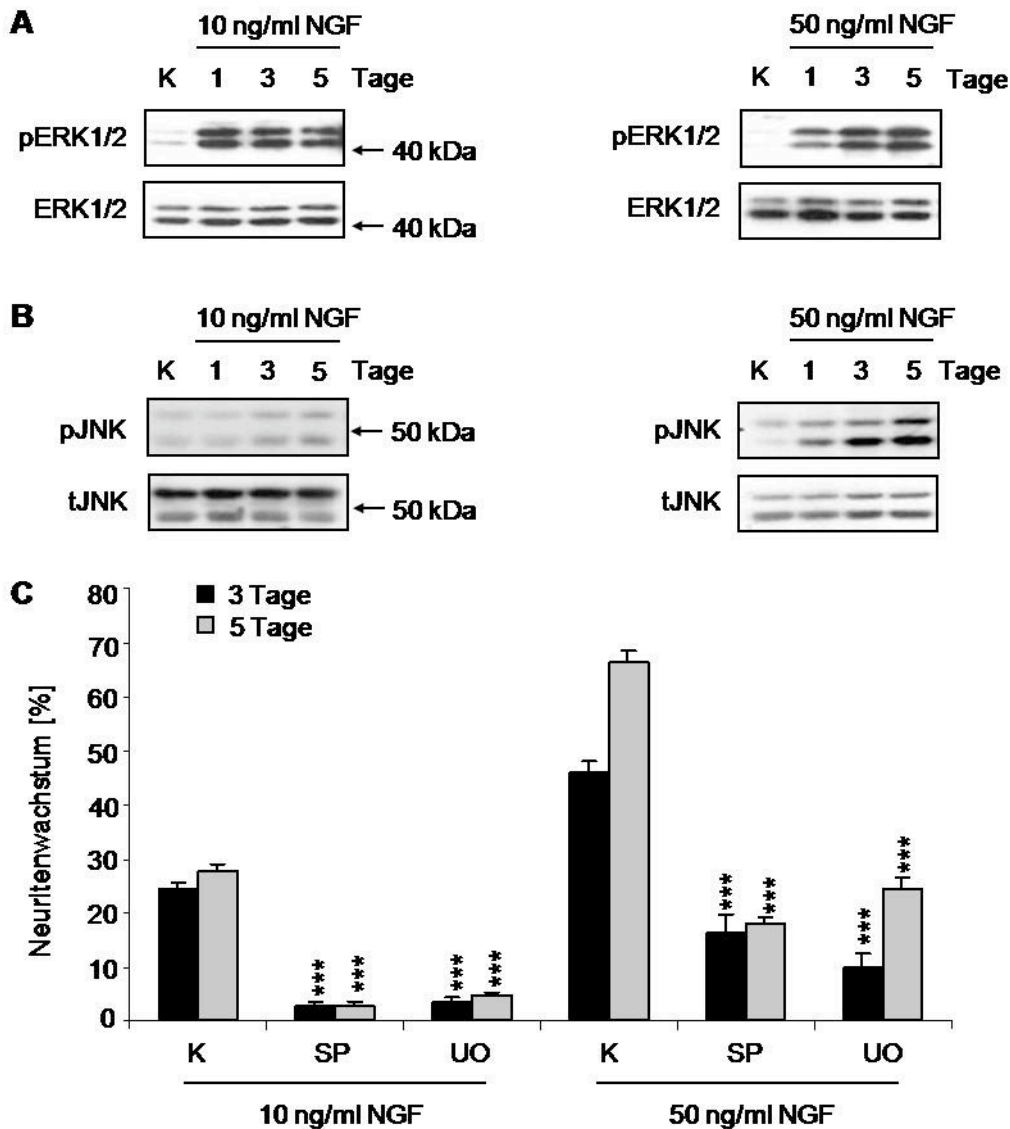 A
10 ng/ml NGF
50 ng/ml NGF
K 1 3 5 Tage
K 1 3 5 Tage
pERK1/2
← 40 kDa
pERK1/2
ERK1/2
← 40 kDa
ERK1/2
B
10 ng/ml NGF
50 ng/ml NGF
K 1 3 5 Tage
K 1 3 5 Tage
pJNK
← 50 kDa
pJNK
tJNK
← 50 kDa
tJNK
C
Neuritenwachstum [%]
80
70
60
50
40
30
20
10
0
3 Tage
5 Tage
*** *** *** *** *** *** *** ***
K SP UO K SP UO
10 ng/ml NGF
50 ng/ml NGF